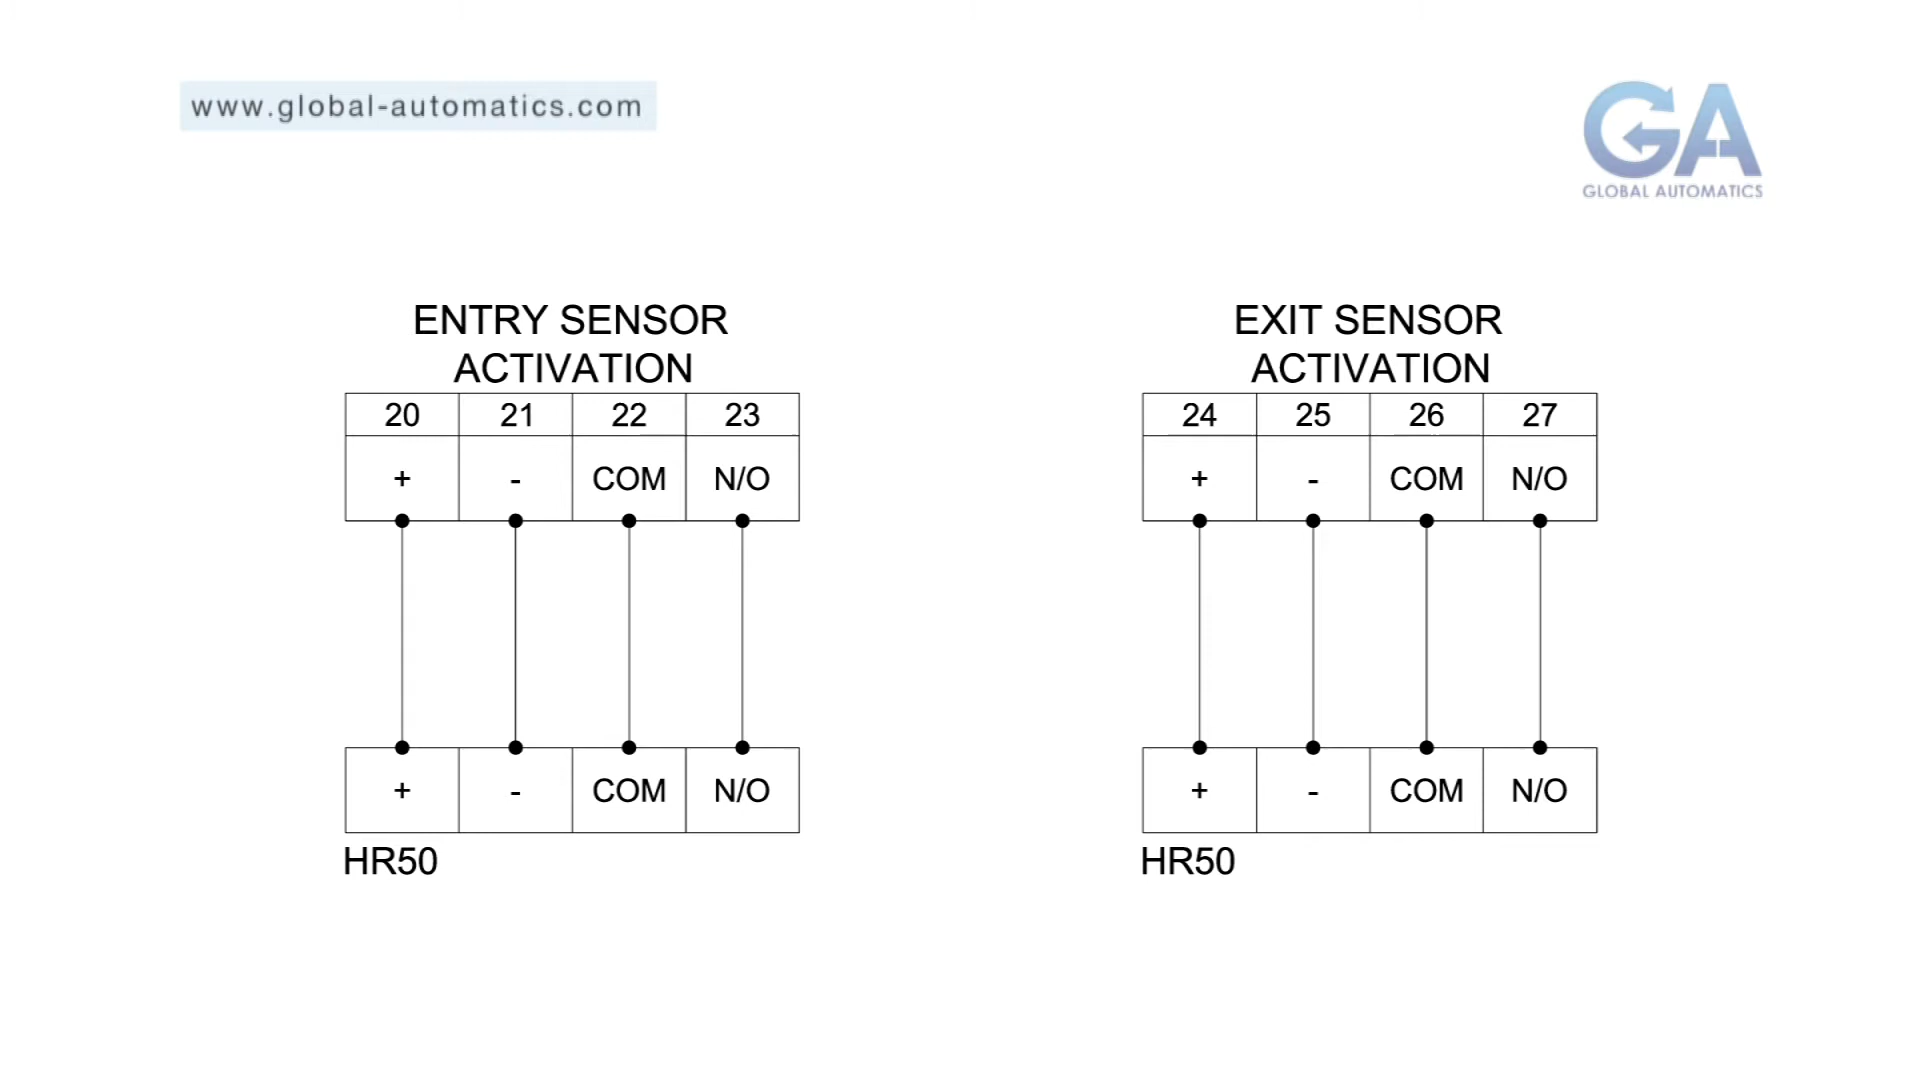 www.global-automatics.com
GA
GLOBAL AUTOMATICS
ENTRY SENSOR
ACTIVATION
20 21 22 23
+ - COM N/O
+ - COM N/O
HR50
EXIT SENSOR
ACTIVATION
24 25 26 27
+ - COM N/O
+ - COM N/O
HR50